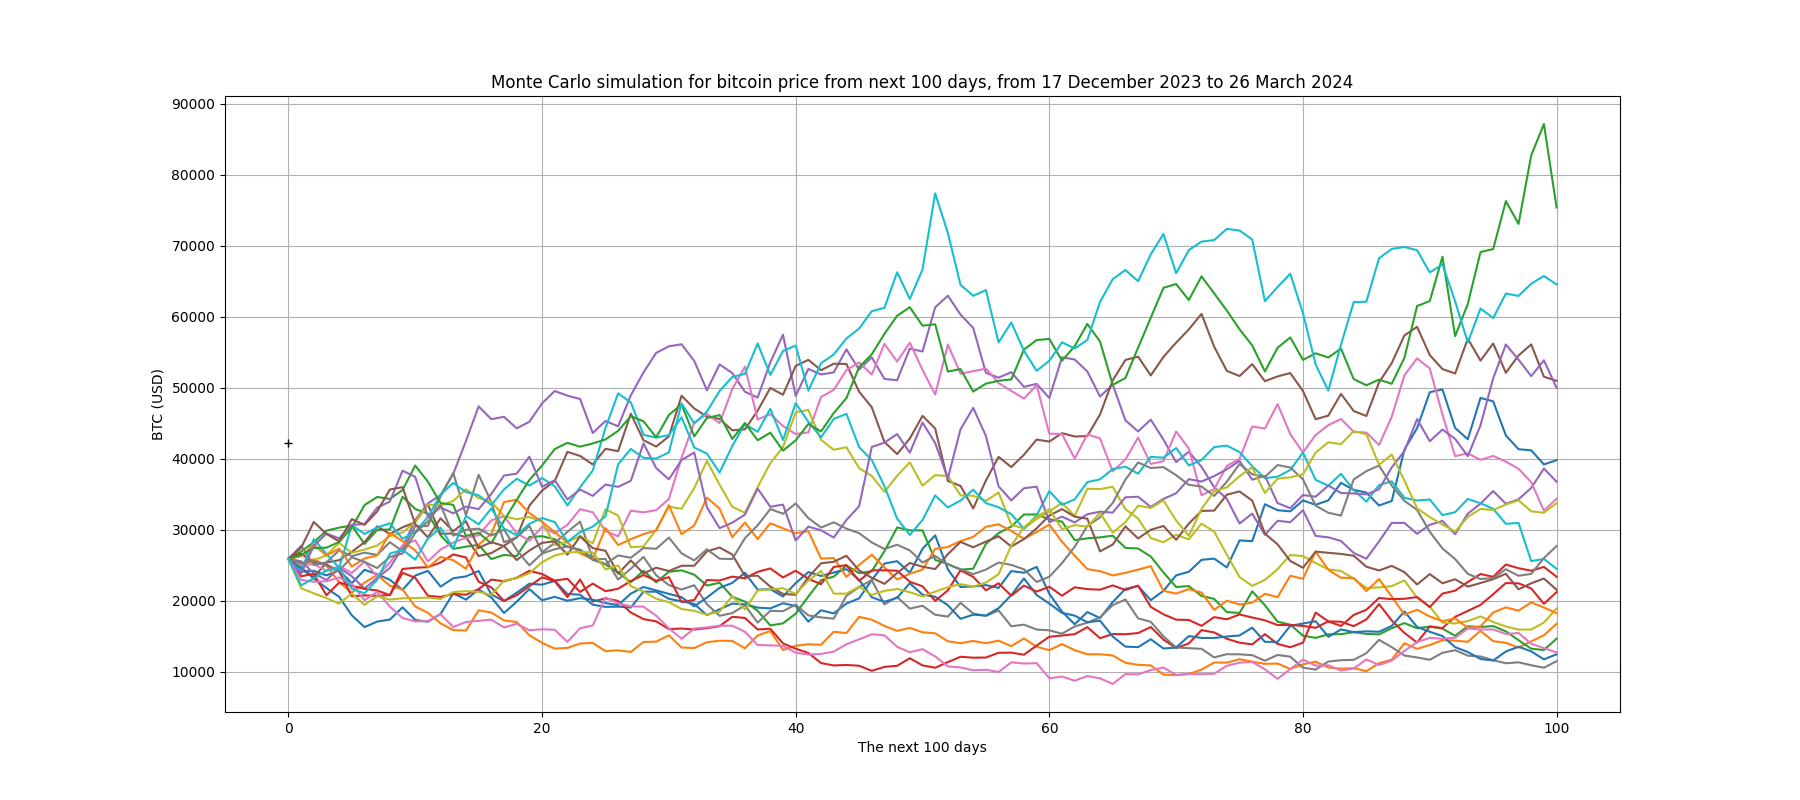 Monte Carlo simulation for bitcoin price from next 100 days, from 17 December 2023 to 26 March 2024
90000
80000
70000
60000
50000
40000
30000
20000
10000
BTC (USD)
0 20 40 60 80 100
The next 100 days